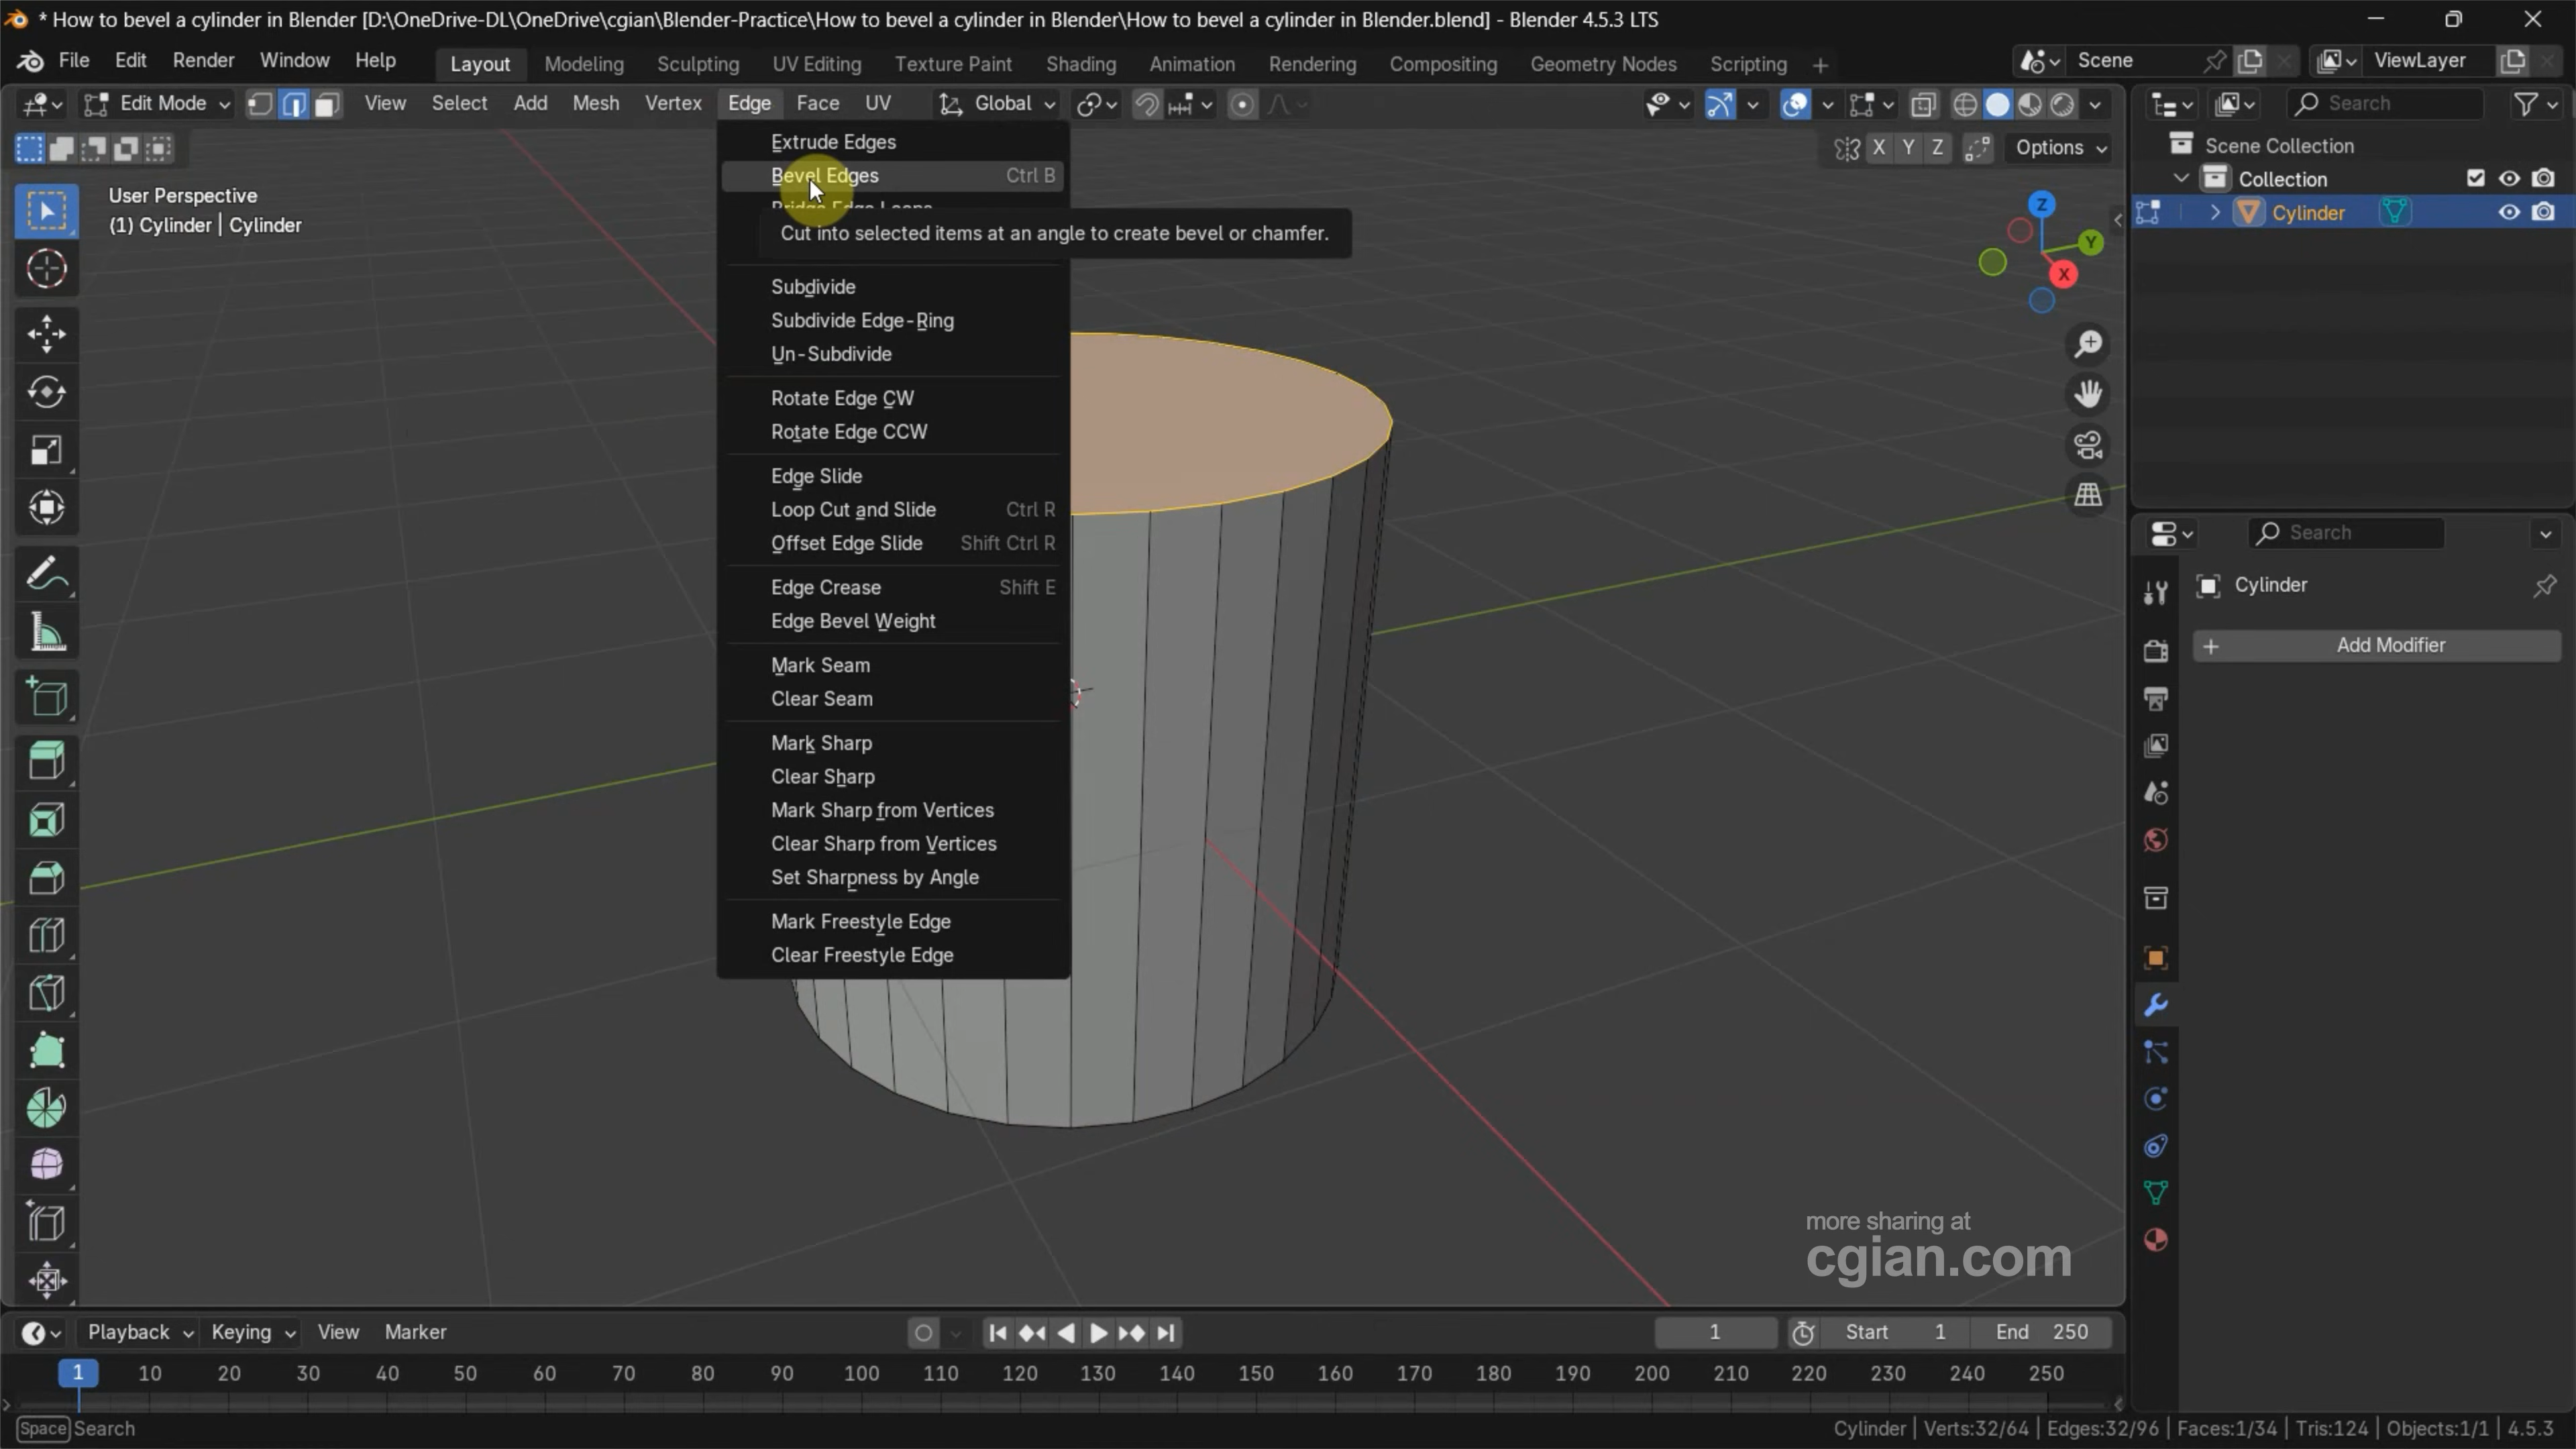 * How to bevel a cylinder in Blender [D:\OneDrive-DL\OneDrive\cgian\Blender-Practice\How to bevel a cylinder in Blender\How to bevel a cylinder in Blender.blend] - Blender 4.5.3 LTS
File Edit Render Window Help Layout Modeling Sculpting UV Editing Texture Paint Shading Animation Rendering Compositing Geometry Nodes Scripting + Scene ViewLayer
Edit Mode View Select Add Mesh Vertex Edge Face UV Global Search
X Y Z Options
User Perspective
(1) Cylinder | Cylinder
Extrude Edges
Bevel Edges Ctrl B
Bridge Edge Loops
Cut into selected items at an angle to create bevel or chamfer.
Subdivide
Subdivide Edge-Ring
Un-Subdivide
Rotate Edge CW
Rotate Edge CCW
Edge Slide
Loop Cut and Slide Ctrl R
Offset Edge Slide Shift Ctrl R
Edge Crease Shift E
Edge Bevel Weight
Mark Seam
Clear Seam
Mark Sharp
Clear Sharp
Mark Sharp from Vertices
Clear Sharp from Vertices
Set Sharpness by Angle
Mark Freestyle Edge
Clear Freestyle Edge
Z
Y
X
Scene Collection
Collection
Cylinder
Search
Cylinder
+ Add Modifier
more sharing at
cgian.com
Playback Keying View Marker 1 Start 1 End 250
1 10 20 30 40 50 60 70 80 90 100 110 120 130 140 150 160 170 180 190 200 210 220 230 240 250
Space Search
Cylinder | Verts:32/64 | Edges:32/96 | Faces:1/34 | Tris:124 | Objects:1/1 | 4.5.3